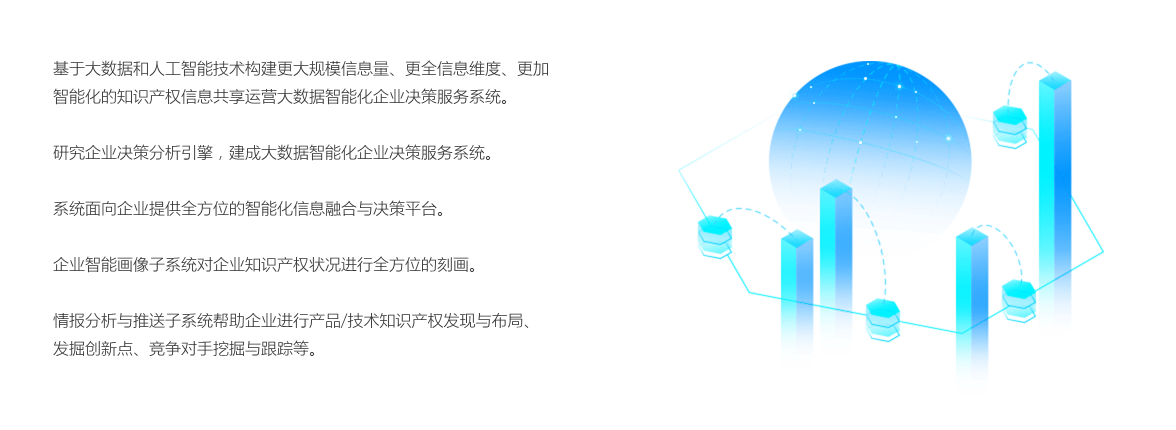 基于大数据和人工智能技术构建更大规模信息量、更全信息维度、更加
智能化的知识产权信息共享运营大数据智能化企业决策服务系统。
研究企业决策分析引擎，建成大数据智能化企业决策服务系统。
系统面向企业提供全方位的智能化信息融合与决策平台。
企业智能画像子系统对企业知识产权状况进行全方位的刻画。
情报分析与推送子系统帮助企业进行产品/技术知识产权发现与布局、
发掘创新点、竞争对手挖掘与跟踪等。